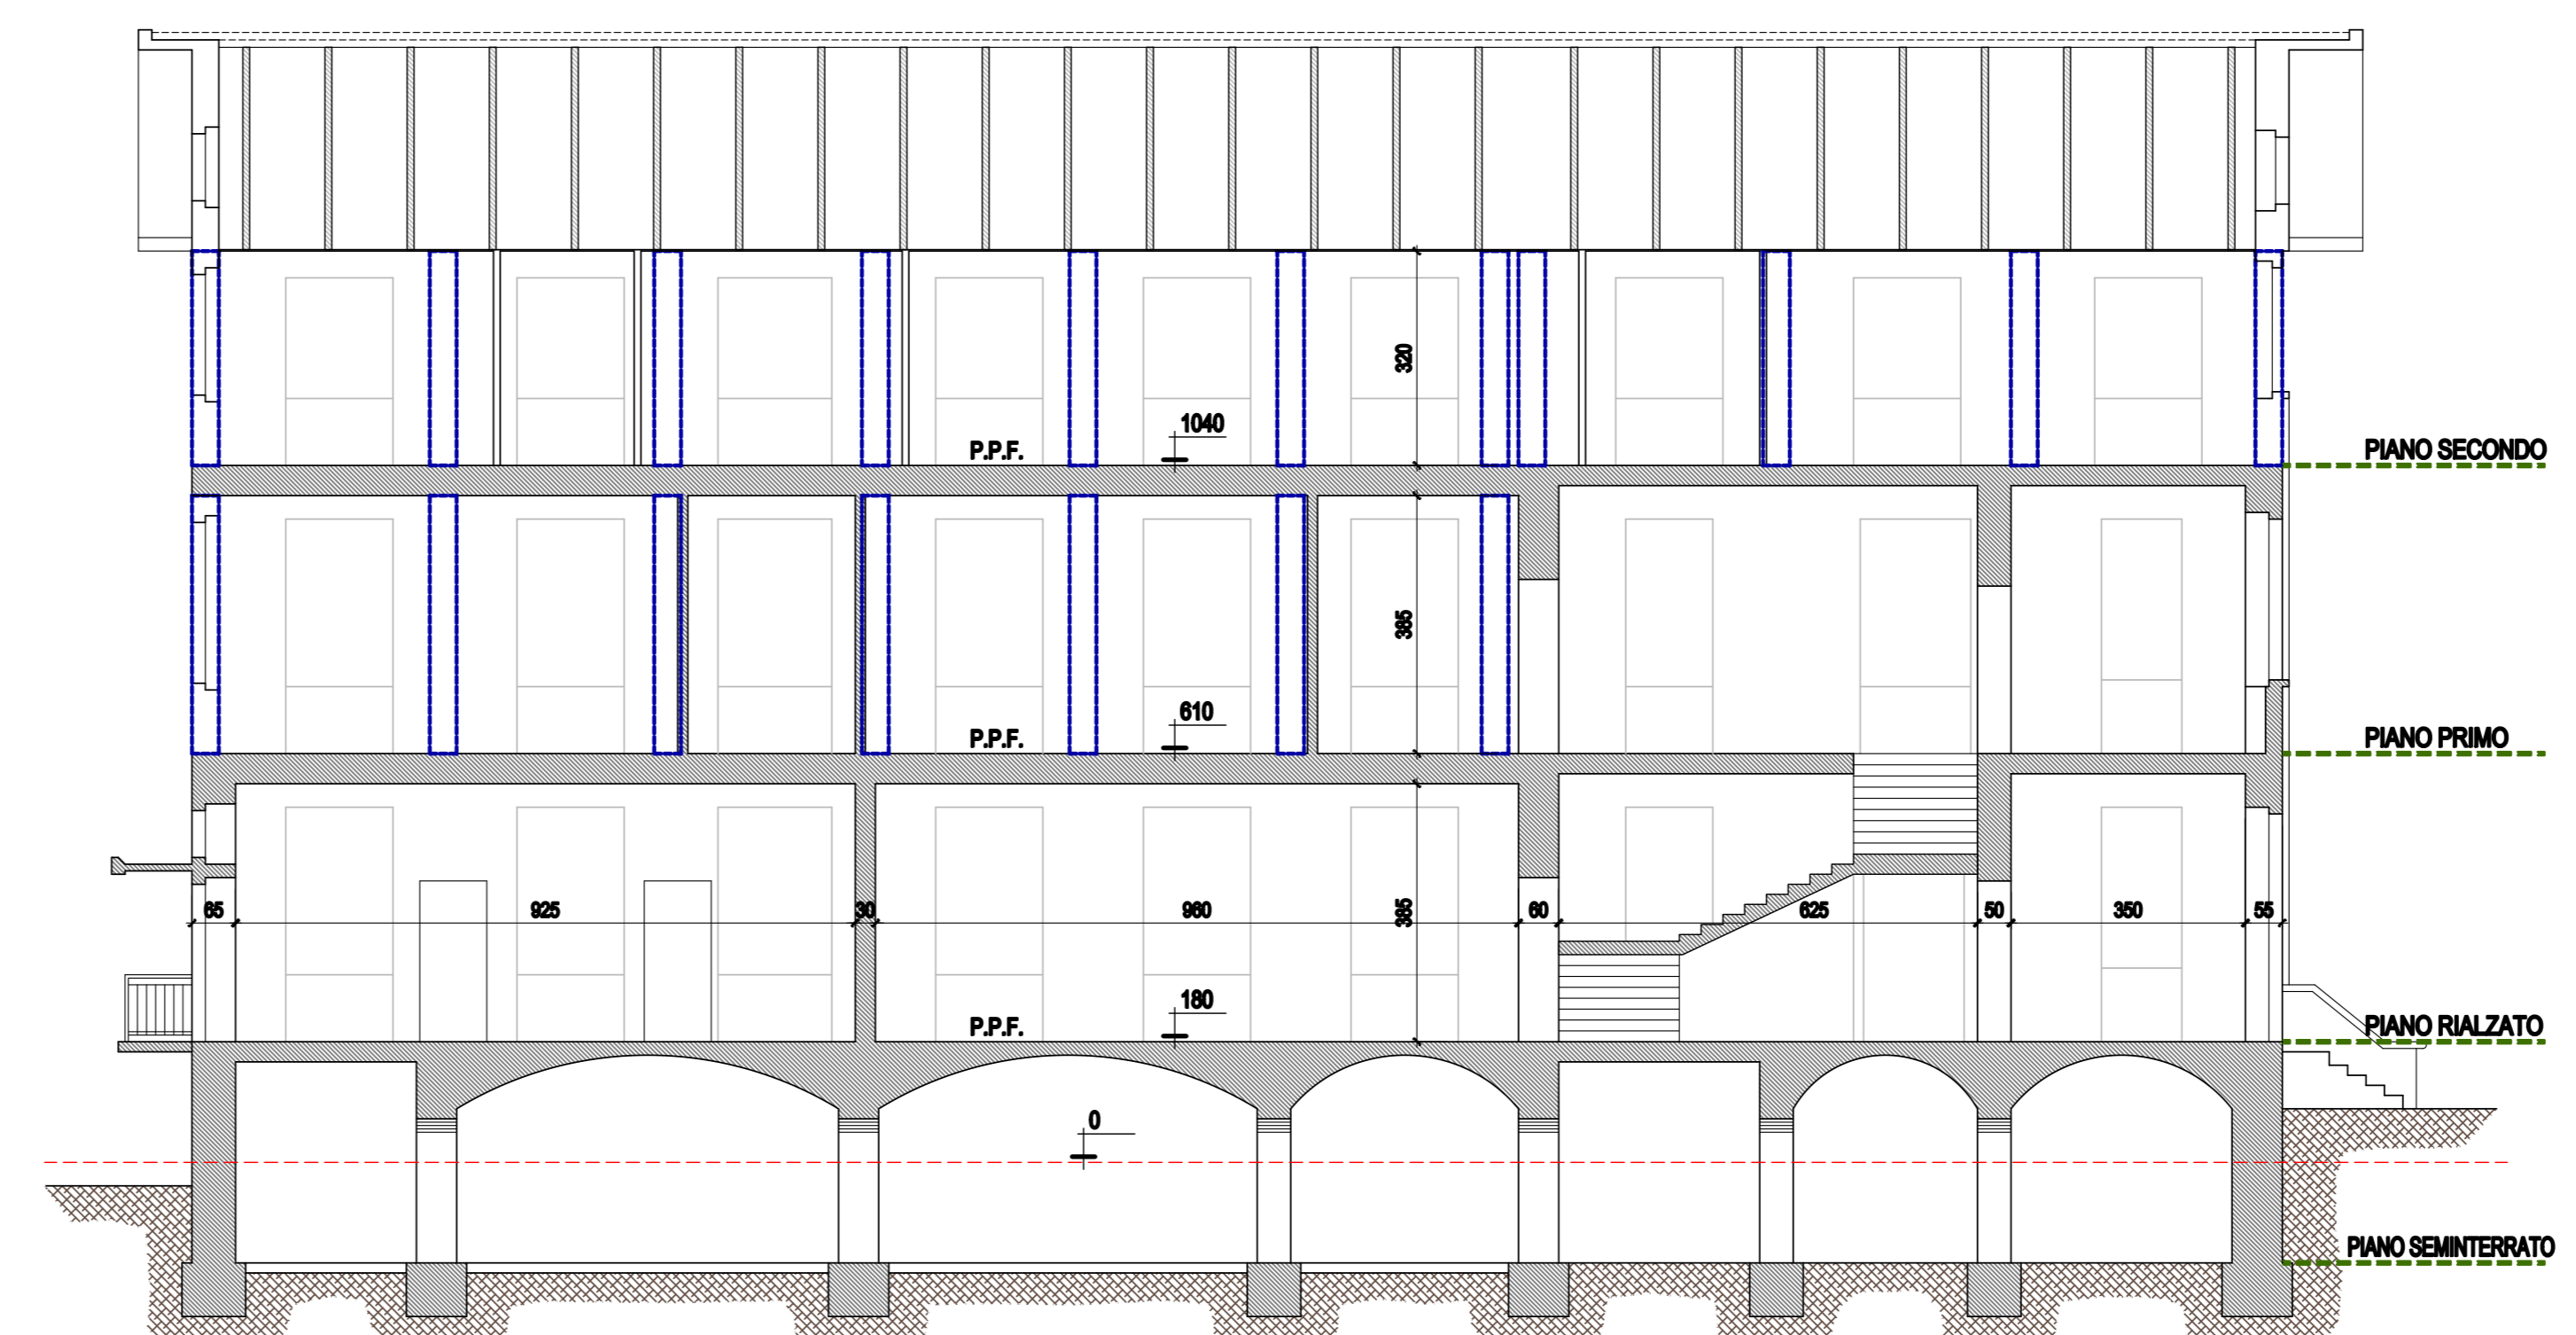 320
1040
P.P.F.
PIANO SECONDO
385
610
P.P.F.
PIANO PRIMO
65
925
30
960
385
60
625
50
350
55
180
P.P.F.
PIANO RIALZATO
0
PIANO SEMINTERRATO